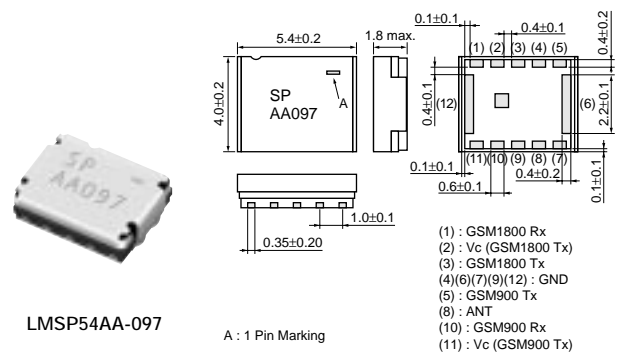 SP
AA097
LMSP54AA-097
5.4±0.2
1.8 max.
4.0±0.2
SP
AA097
A
1.0±0.1
0.35±0.20
A : 1 Pin Marking
0.1±0.1
0.4±0.1
0.4±0.2
(1) (2) (3) (4) (5)
0.4±0.1
(12)
(6)
2.2±0.1
(11) (10) (9) (8) (7)
0.1±0.1
0.4±0.2
0.6±0.1
0.1±0.1
(1) : GSM1800 Rx
(2) : Vc (GSM1800 Tx)
(3) : GSM1800 Tx
(4)(6)(7)(9)(12) : GND
(5) : GSM900 Tx
(8) : ANT
(10) : GSM900 Rx
(11) : Vc (GSM900 Tx)